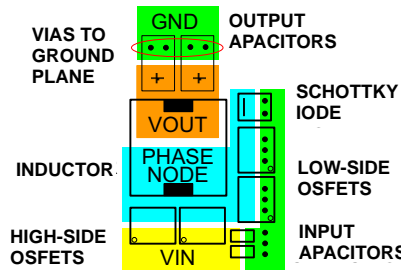 GND
OUTPUT
APACITORS
VIAS TO
GROUND
PLANE
+ +
VOUT
SCHOTTKY
IODE
INDUCTOR
PHASE
NODE
LOW-SIDE
OSFETS
HIGH-SIDE
OSFETS
VIN
INPUT
APACITORS